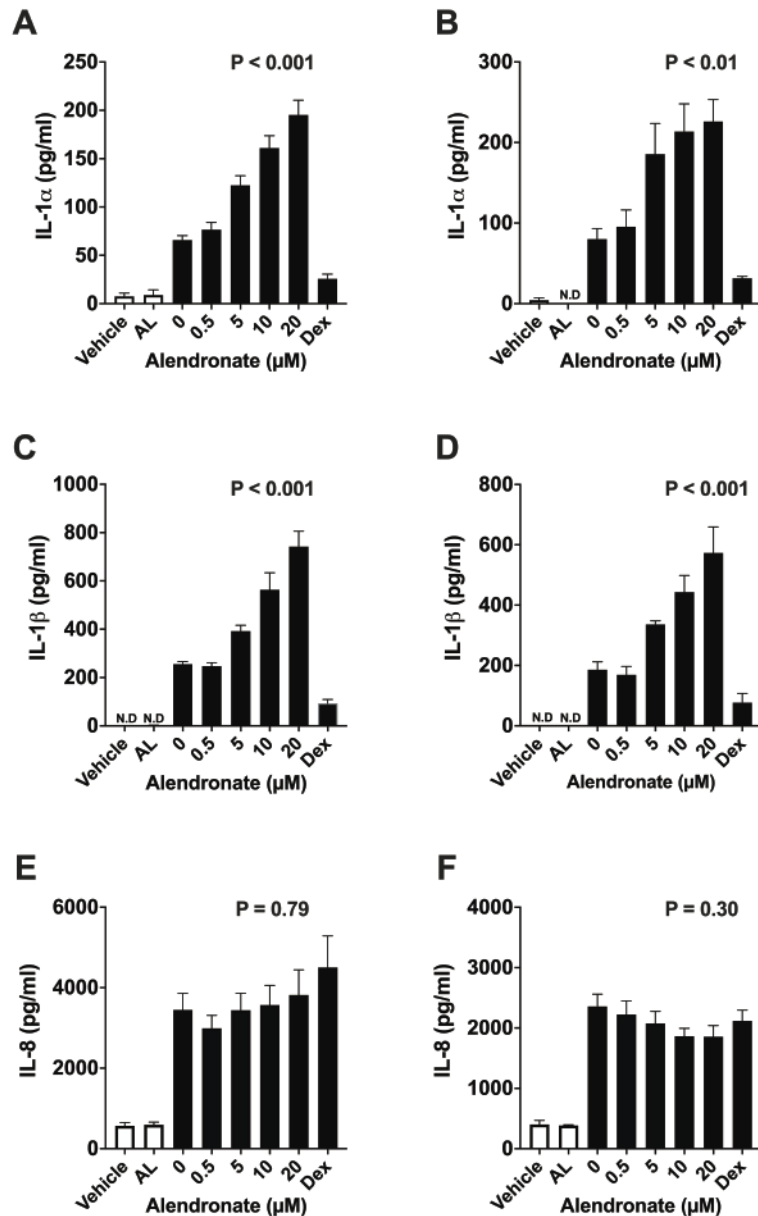 A
P < 0.001
IL-1α (pg/ml)
250
200
150
100
50
0
Vehicle
AL
0
0.5
5
10
20
Dex
Alendronate (µM)
B
P < 0.01
IL-1α (pg/ml)
300
200
100
0
N.D
Vehicle
AL
0
0.5
5
10
20
Dex
Alendronate (µM)
C
P < 0.001
IL-1β (pg/ml)
1000
800
600
400
200
0
N.D N.D
Vehicle
AL
0
0.5
5
10
20
Dex
Alendronate (µM)
D
P < 0.001
IL-1β (pg/ml)
800
600
400
200
0
N.D N.D
Vehicle
AL
0
0.5
5
10
20
Dex
Alendronate (µM)
E
P = 0.79
IL-8 (pg/ml)
6000
4000
2000
0
Vehicle
AL
0
0.5
5
10
20
Dex
Alendronate (µM)
F
P = 0.30
IL-8 (pg/ml)
4000
3000
2000
1000
0
Vehicle
AL
0
0.5
5
10
20
Dex
Alendronate (µM)